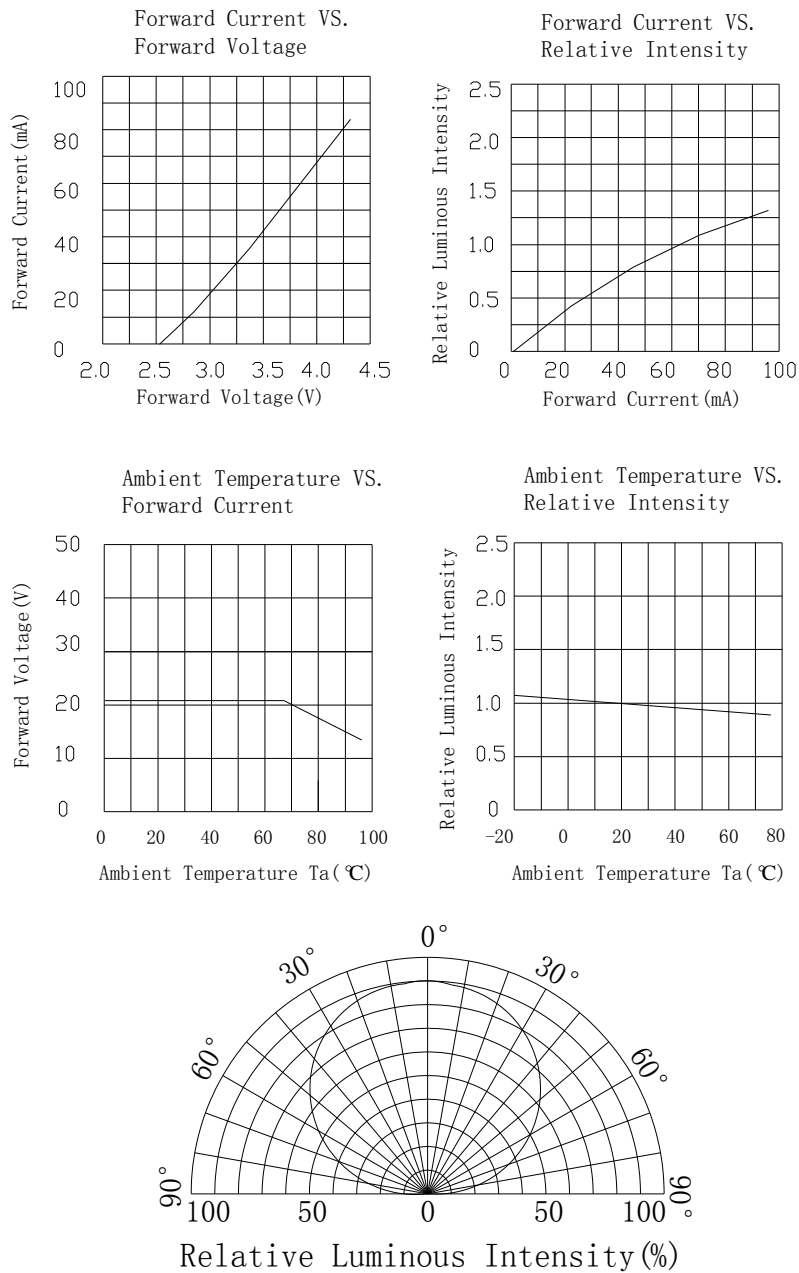 Forward Current VS.
Forward Voltage
100
80
60
40
20
0
2.0 2.5 3.0 3.5 4.0 4.5
Forward Current(mA)
Forward Voltage(V)
Forward Current VS.
Relative Intensity
2.5
2.0
1.5
1.0
0.5
0
0 20 40 60 80 100
Relative Luminous Intensity
Forward Current(mA)
Ambient Temperature VS.
Forward Current
50
40
30
20
10
0
0 20 40 60 80 100
Forward Voltage(V)
Ambient Temperature Ta(℃)
Ambient Temperature VS.
Relative Intensity
2.5
2.0
1.5
1.0
0.5
0
-20 0 20 40 60 80
Relative Luminous Intensity
Ambient Temperature Ta(℃)
0°
30° 30°
60° 60°
90° 90°
100 50 0 50 100
Relative Luminous Intensity(%)